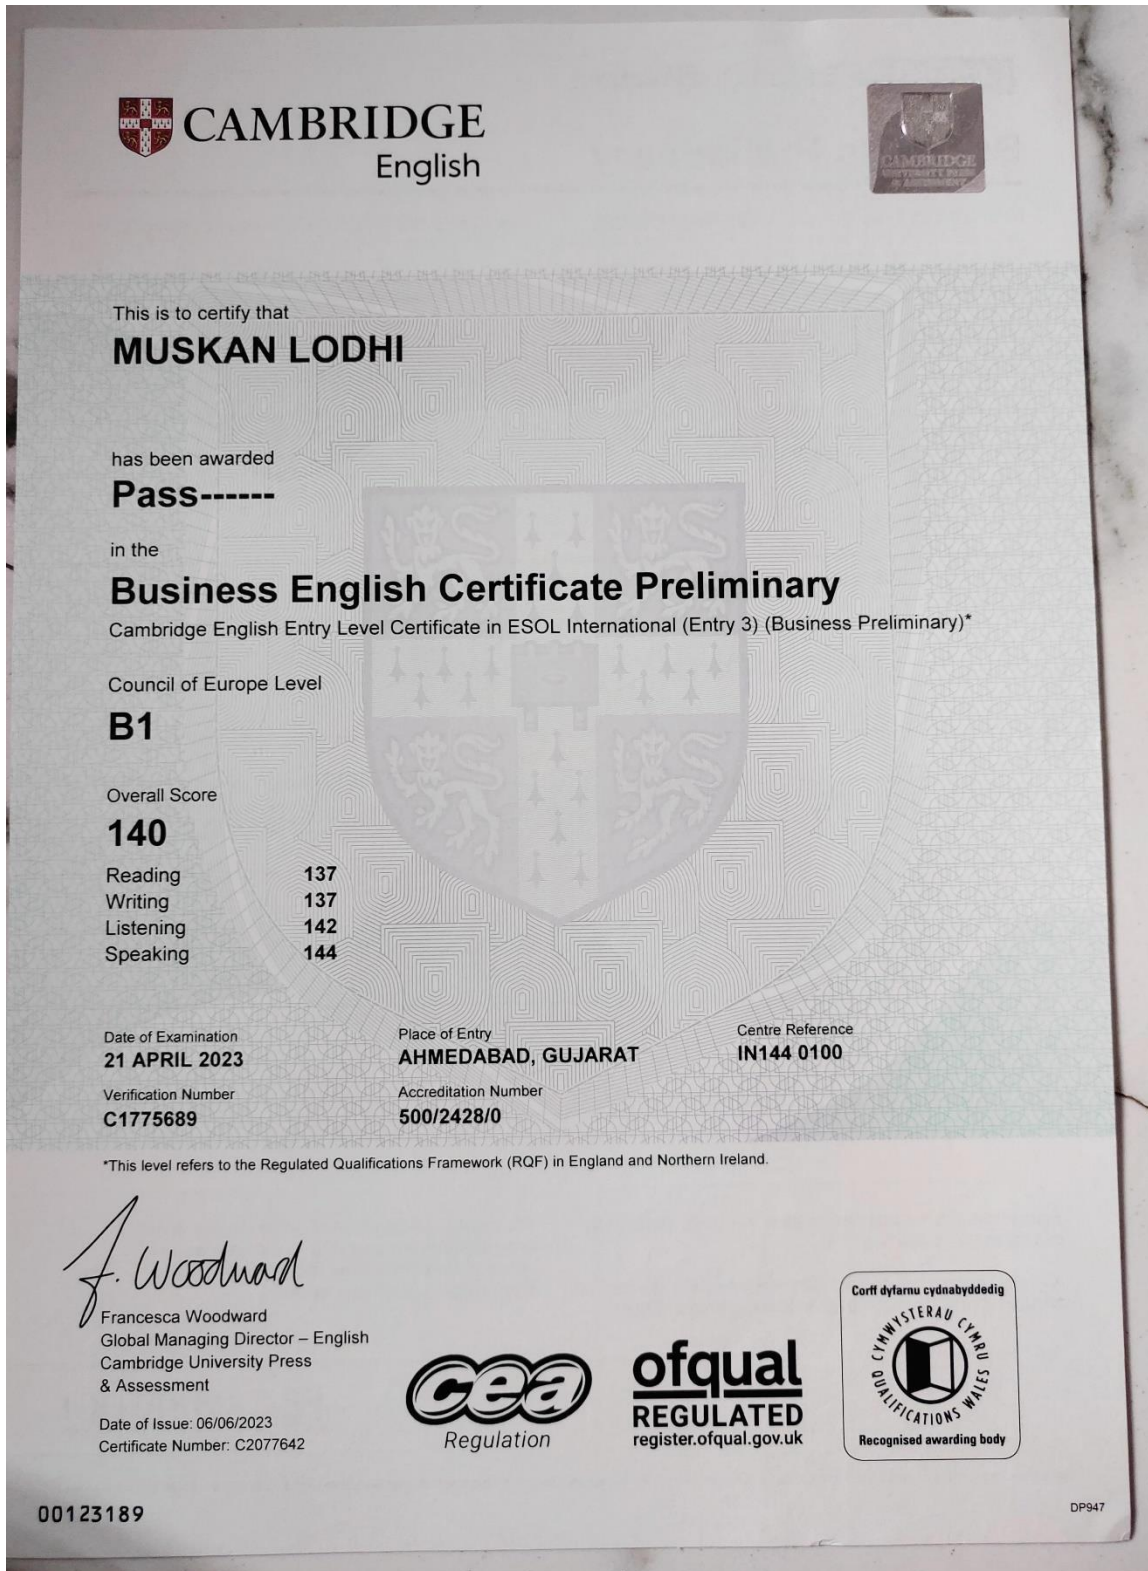 CAMBRIDGE
English
CAMBRIDGE
UNIVERSITY PRESS
& ASSESSMENT
This is to certify that
MUSKAN LODHI
has been awarded
Pass------
in the
Business English Certificate Preliminary
Cambridge English Entry Level Certificate in ESOL International (Entry 3) (Business Preliminary)*
Council of Europe Level
B1
Overall Score
140
Reading 137
Writing 137
Listening 142
Speaking 144
Date of Examination Place of Entry Centre Reference
21 APRIL 2023 AHMEDABAD, GUJARAT IN144 0100
Verification Number Accreditation Number
C1775689 500/2428/0
*This level refers to the Regulated Qualifications Framework (RQF) in England and Northern Ireland.
F. Woodward
Francesca Woodward
Global Managing Director – English
Cambridge University Press
& Assessment
Date of Issue: 06/06/2023
Certificate Number: C2077642
cea
Regulation
ofqual
REGULATED
register.ofqual.gov.uk
Corff dyfarnu cydnabyddedig
CYMWYSTERAU CYMRU
QUALIFICATIONS WALES
Recognised awarding body
00123189
DP947